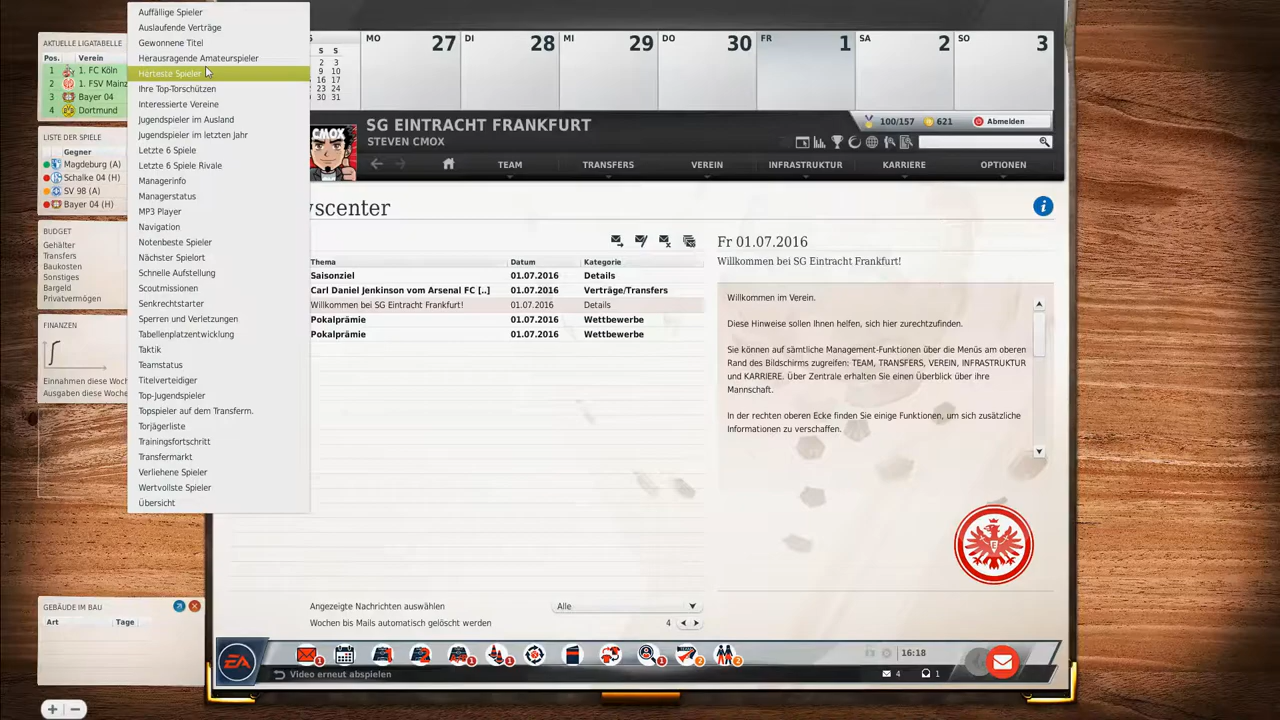 Auffällige Spieler
Auslaufende Verträge
Gewonnene Titel
Herausragende Amateurspieler
Härteste Spieler
Ihre Top-Torschützen
Interessierte Vereine
Jugendspieler im Ausland
Jugendspieler im letzten Jahr
Letzte 6 Spiele
Letzte 6 Spiele Rivale
Managerinfo
Managerstatus
MP3 Player
Navigation
Notenbeste Spieler
Nächster Spielort
Schnelle Aufstellung
Scoutmissionen
Senkrechtstarter
Sperren und Verletzungen
Tabellenplatzentwicklung
Taktik
Teamstatus
Titelverteidiger
Top-Jugendspieler
Topspieler auf dem Transferm.
Torjägerliste
Trainingsfortschritt
Transfermarkt
Verliehene Spieler
Wertvollste Spieler
Übersicht
AKTUELLE LIGATABELLE
Pos. Verein
1 1. FC Köln
2 1. FSV Mainz
3 Bayer 04
4 Dortmund
LISTE DER SPIELE
Gegner
Magdeburg (A)
Schalke 04 (H)
SV 98 (A)
Bayer 04 (H)
BUDGET
Gehälter
Transfers
Baukosten
Sonstiges
Bargeld
Privatvermögen
FINANZEN
Einnahmen diese Woch
Ausgaben diese Woche
GEBÄUDE IM BAU
Art Tage
S S
2 3
9 10
16 17
23 24
30 31
MO 27
DI 28
MI 29
DO 30
FR 1
SA 2
SO 3
CMOX
SG EINTRACHT FRANKFURT
STEVEN CMOX
100/157 621 Abmelden
TEAM TRANSFERS VEREIN INFRASTRUKTUR KARRIERE OPTIONEN
wscenter
Thema Datum Kategorie
Saisonziel 01.07.2016 Details
Carl Daniel Jenkinson vom Arsenal FC [..] 01.07.2016 Verträge/Transfers
Willkommen bei SG Eintracht Frankfurt! 01.07.2016 Details
Pokalprämie 01.07.2016 Wettbewerbe
Pokalprämie 01.07.2016 Wettbewerbe
Fr 01.07.2016
Willkommen bei SG Eintracht Frankfurt!
Willkommen im Verein.
Diese Hinweise sollen Ihnen helfen, sich hier zurechtzufinden.
Sie können auf sämtliche Management-Funktionen über die Menüs am oberen
Rand des Bildschirms zugreifen: TEAM, TRANSFERS, VEREIN, INFRASTRUKTUR
und KARRIERE. Über Zentrale erhalten Sie einen Überblick über ihre
Mannschaft.
In der rechten oberen Ecke finden Sie einige Funktionen, um sich zusätzliche
Informationen zu verschaffen.
Angezeigte Nachrichten auswählen Alle
Wochen bis Mails automatisch gelöscht werden 4
EA
1 1 1 1 2 2
16:18
Video erneut abspielen
4 1